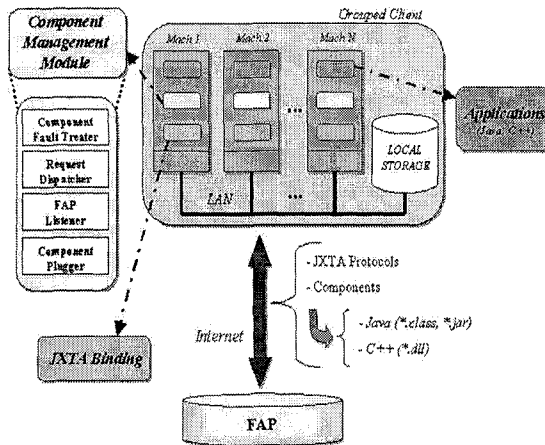 Component
Management
Module
Grouped Client
Mach 1
Mach 2
Mach N
...
Component
Fault Treater
Request
Dispatcher
FAP
Listener
Component
Plugger
Applications
(Java, C++)
LOCAL
STORAGE
LAN
...
JXTA Binding
Internet
- JXTA Protocols
- Components
- Java (*.class, *.jar)
- C++ (*.dll)
FAP